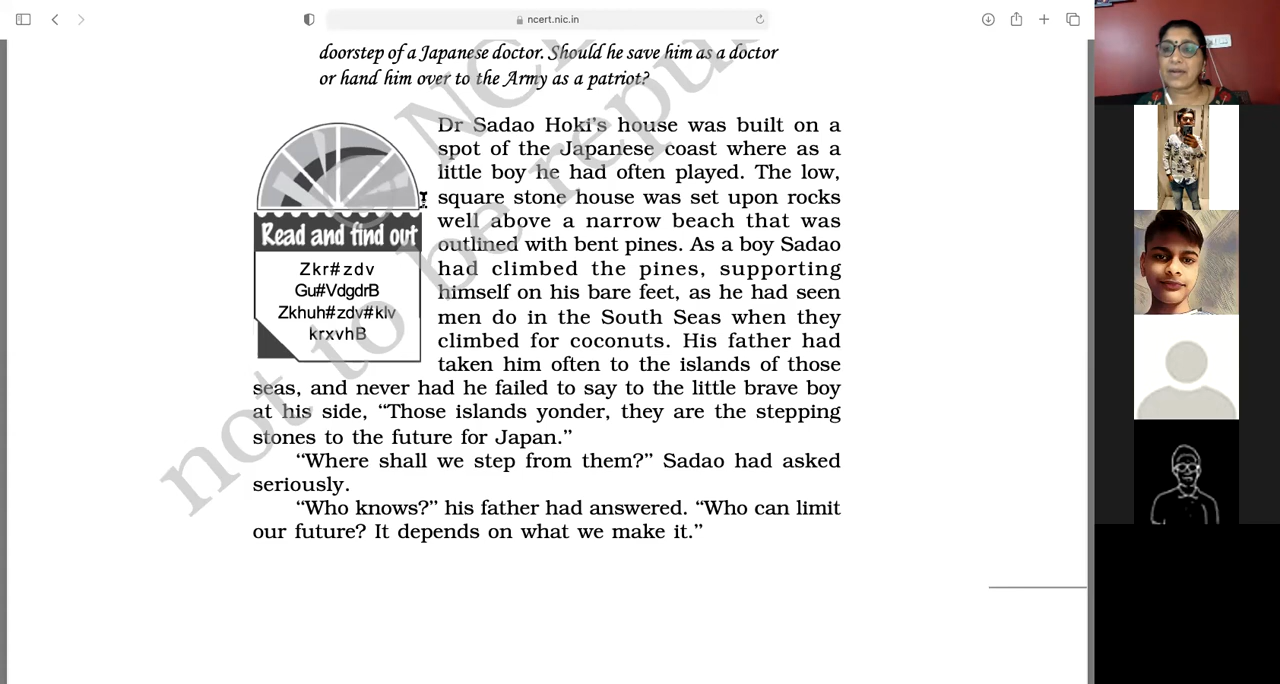 ncert.nic.in
doorstep of a Japanese doctor. Should he save him as a doctor
or hand him over to the Army as a patriot?
Dr Sadao Hoki's house was built on a
spot of the Japanese coast where as a
little boy he had often played. The low,
square stone house was set upon rocks
well above a narrow beach that was
outlined with bent pines. As a boy Sadao
had climbed the pines, supporting
himself on his bare feet, as he had seen
men do in the South Seas when they
climbed for coconuts. His father had
taken him often to the islands of those
seas, and never had he failed to say to the little brave boy
at his side, “Those islands yonder, they are the stepping
stones to the future for Japan.”
“Where shall we step from them?” Sadao had asked
seriously.
“Who knows?” his father had answered. “Who can limit
our future? It depends on what we make it.”
Read and find out
Zkr#zdv
Gu#VdgdrB
Zkhuh#zdv#klv
krxvhB
not to be repu
© NCE